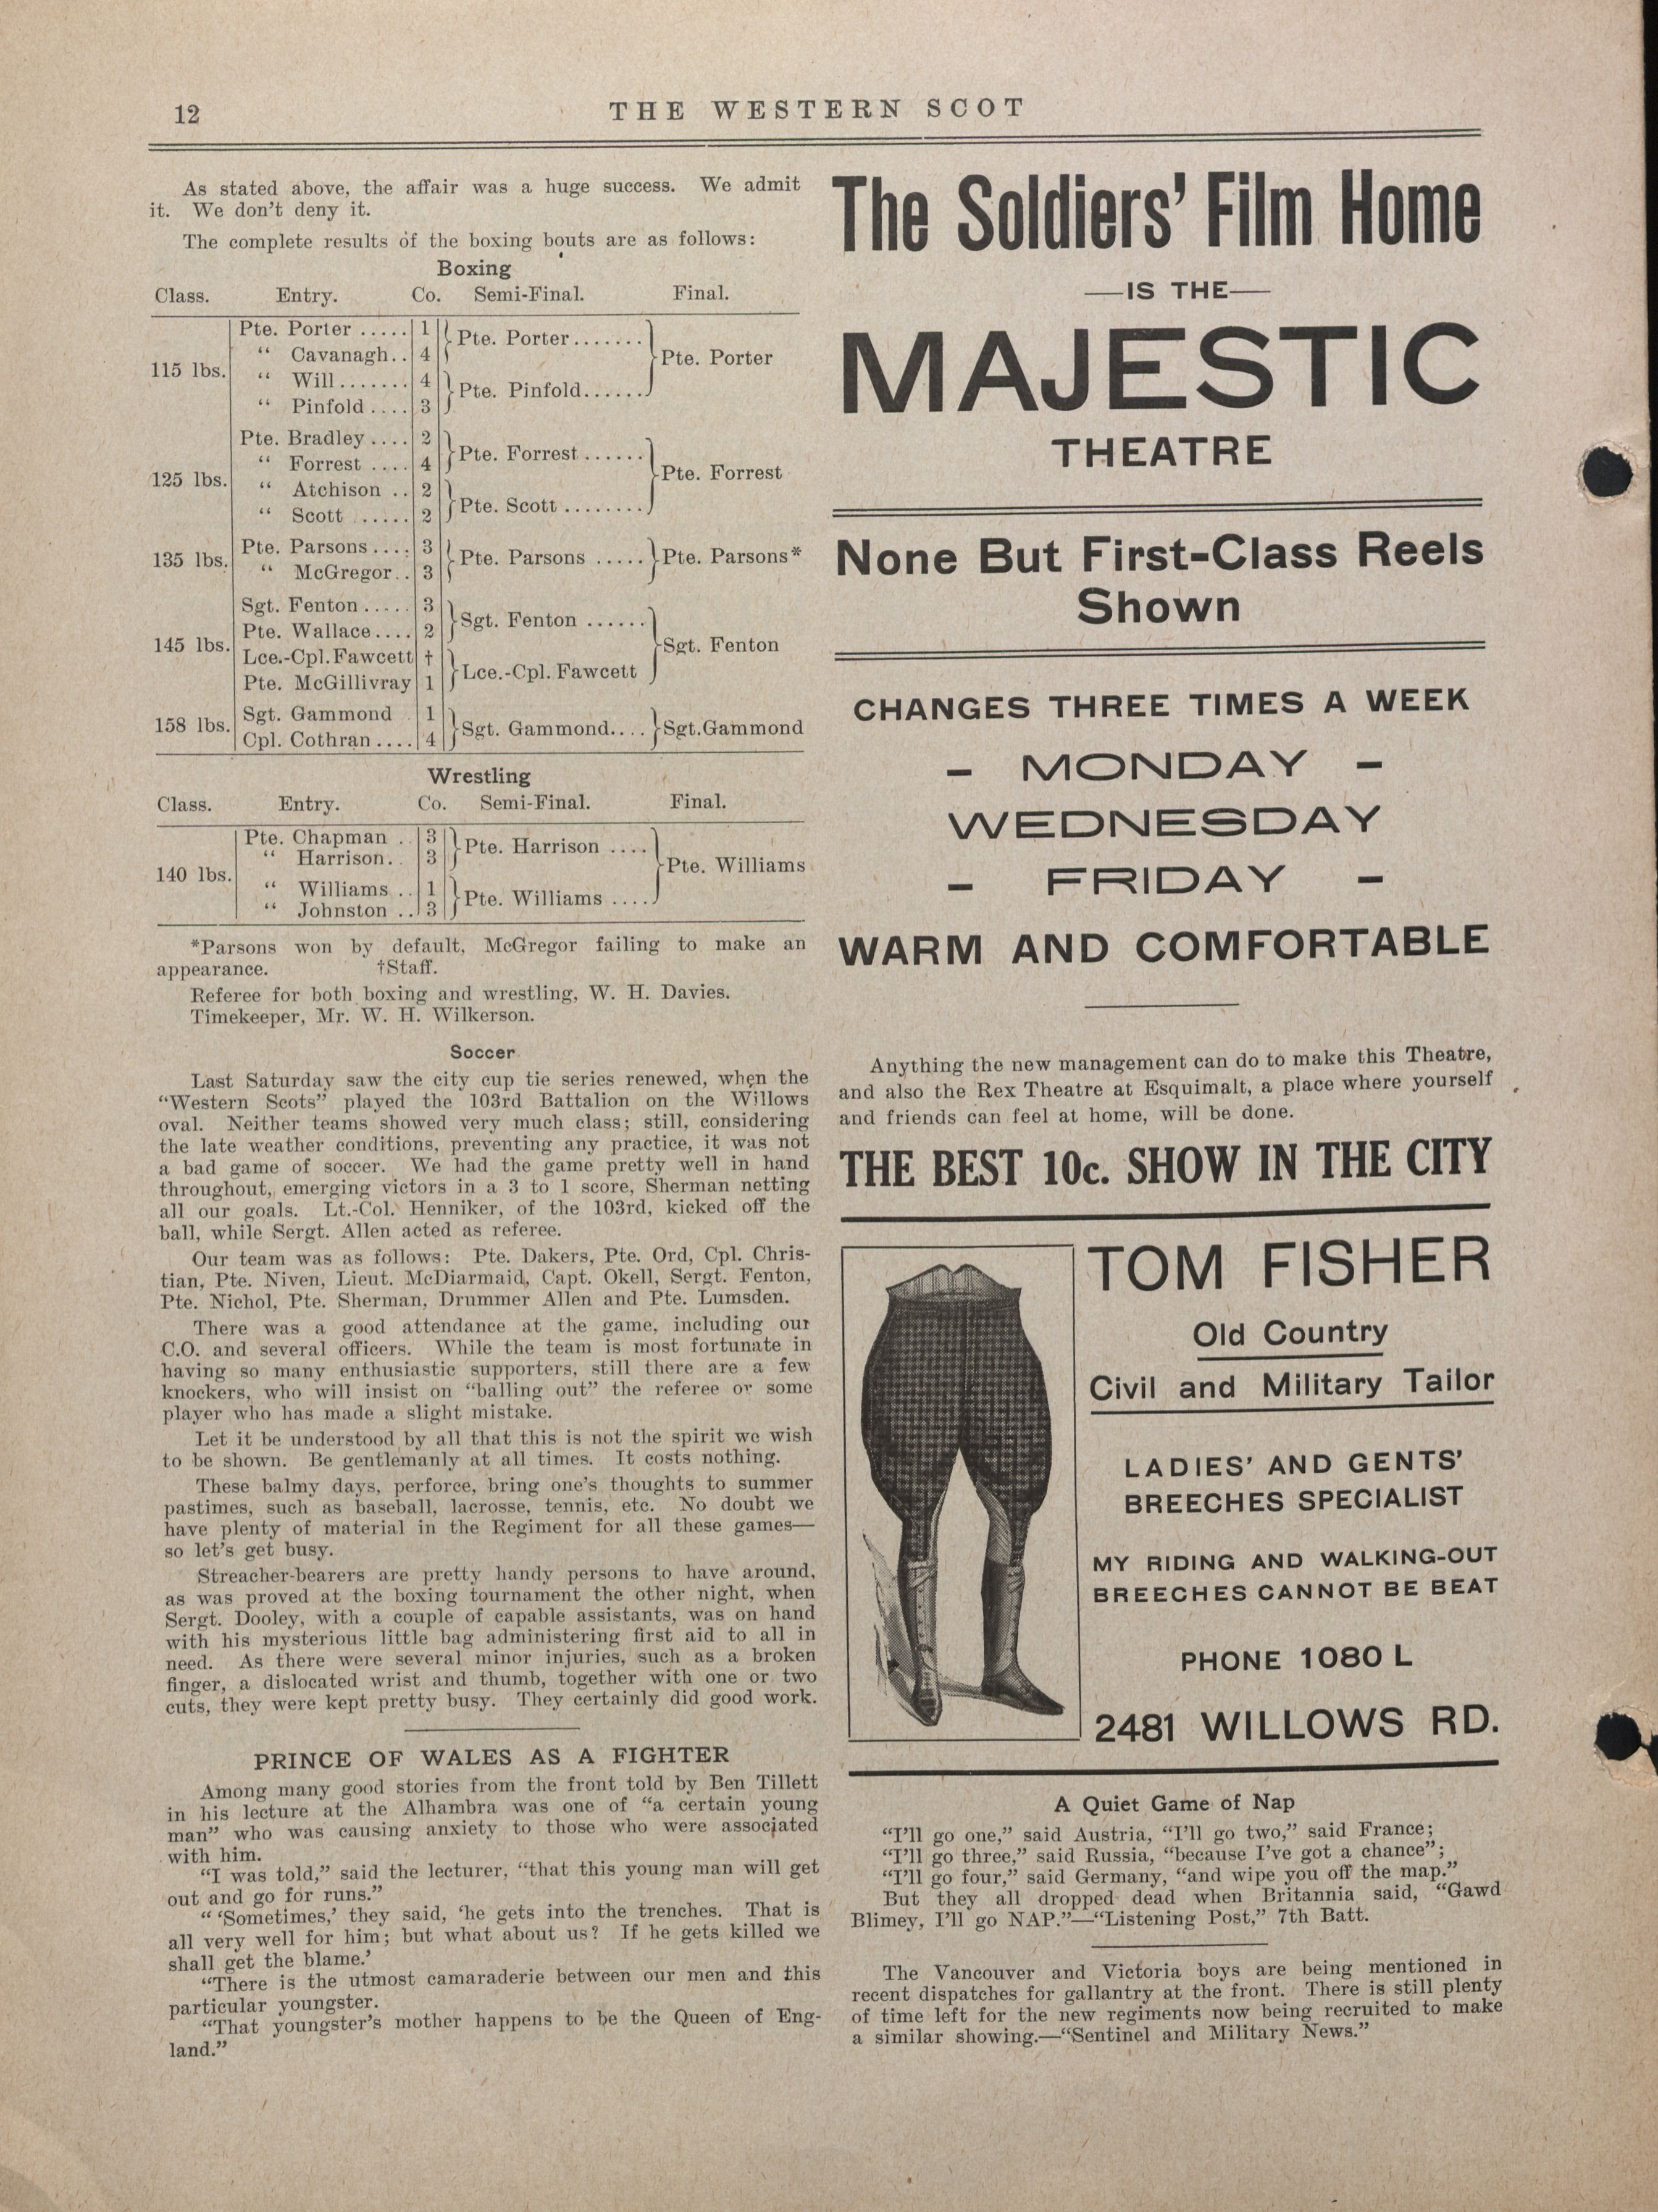 12
THE WESTERN SCOT
As stated above, the affair was a huge success. We admit
it. We don't deny it.
The complete results of the boxing bouts are as follows:
Boxing
Class. Entry. Co. Semi-Final. Final.
115 lbs.
Pte. Porter ..... 1
“ Cavanagh.. 4
“ Will....... 4
“ Pinfold .... 3
Pte. Porter.......
Pte. Pinfold......
Pte. Porter
125 lbs.
Pte. Bradley .... 2
“ Forrest .... 4
“ Atchison .. 2
“ Scott ..... 2
Pte. Forrest ......
Pte. Scott ........
Pte. Forrest
135 lbs.
Pte. Parsons .... 3
“ McGregor.. 3
Pte. Parsons .....
Pte. Parsons*
145 lbs.
Sgt. Fenton ..... 3
Pte. Wallace.... 2
Lce.-Cpl. Fawcett †
Pte. McGillivray 1
Sgt. Fenton ......
Lce.-Cpl. Fawcett
Sgt. Fenton
158 lbs.
Sgt. Gammond 1
Cpl. Cothran .... 4
Sgt. Gammond....
Sgt. Gammond
Wrestling
Class. Entry. Co. Semi-Final. Final.
140 lbs.
Pte. Chapman .. 3
“ Harrison.. 3
“ Williams .. 1
“ Johnston .. 3
Pte. Harrison ....
Pte. Williams ....
Pte. Williams
*Parsons won by default, McGregor failing to make an
appearance. †Staff.
Referee for both boxing and wrestling, W. H. Davies.
Timekeeper, Mr. W. H. Wilkerson.
Soccer
Last Saturday saw the city cup tie series renewed, when the
“Western Scots” played the 103rd Battalion on the Willows
oval. Neither teams showed very much class; still, considering
the late weather conditions, preventing any practice, it was not
a bad game of soccer. We had the game pretty well in hand
throughout, emerging victors in a 3 to 1 score, Sherman netting
all our goals. Lt.-Col. Henniker, of the 103rd, kicked off the
ball, while Sergt. Allen acted as referee.
Our team was as follows: Pte. Dakers, Pte. Ord, Cpl. Chris-
tian, Pte. Niven, Lieut. McDiarmaid, Capt. Okell, Sergt. Fenton,
Pte. Nichol, Pte. Sherman, Drummer Allen and Pte. Lumsden.
There was a good attendance at the game, including our
C.O. and several officers. While the team is most fortunate in
having so many enthusiastic supporters, still there are a few
knockers, who will insist on “balling out” the referee or some
player who has made a slight mistake.
Let it be understood by all that this is not the spirit we wish
to be shown. Be gentlemanly at all times. It costs nothing.
These balmy days, perforce, bring one's thoughts to summer
pastimes, such as baseball, lacrosse, tennis, etc. No doubt we
have plenty of material in the Regiment for all these games—
so let's get busy.
Streacher-bearers are pretty handy persons to have around,
as was proved at the boxing tournament the other night, when
Sergt. Dooley, with a couple of capable assistants, was on hand
with his mysterious little bag administering first aid to all in
need. As there were several minor injuries, such as a broken
finger, a dislocated wrist and thumb, together with one or two
cuts, they were kept pretty busy. They certainly did good work.
PRINCE OF WALES AS A FIGHTER
Among many good stories from the front told by Ben Tillett
in his lecture at the Alhambra was one of “a certain young
man” who was causing anxiety to those who were associated
with him.
“I was told,” said the lecturer, “that this young man will get
out and go for runs.”
“ ‘Sometimes,’ they said, ‘he gets into the trenches. That is
all very well for him; but what about us? If he gets killed we
shall get the blame.’
“There is the utmost camaraderie between our men and this
particular youngster.
“That youngster's mother happens to be the Queen of Eng-
land.”
The Soldiers' Film Home
—IS THE—
MAJESTIC
THEATRE
None But First-Class Reels
Shown
CHANGES THREE TIMES A WEEK
– MONDAY –
WEDNESDAY
– FRIDAY –
WARM AND COMFORTABLE
Anything the new management can do to make this Theatre,
and also the Rex Theatre at Esquimalt, a place where yourself
and friends can feel at home, will be done.
THE BEST 10c. SHOW IN THE CITY
TOM FISHER
Old Country
Civil and Military Tailor
LADIES' AND GENTS'
BREECHES SPECIALIST
MY RIDING AND WALKING-OUT
BREECHES CANNOT BE BEAT
PHONE 1080 L
2481 WILLOWS RD.
A Quiet Game of Nap
“I'll go one,” said Austria, “I'll go two,” said France;
“I'll go three,” said Russia, “because I've got a chance”;
“I'll go four,” said Germany, “and wipe you off the map.”
But they all dropped dead when Britannia said, “Gawd
Blimey, I'll go NAP.”—“Listening Post,” 7th Batt.
The Vancouver and Victoria boys are being mentioned in
recent dispatches for gallantry at the front. There is still plenty
of time left for the new regiments now being recruited to make
a similar showing.—“Sentinel and Military News.”